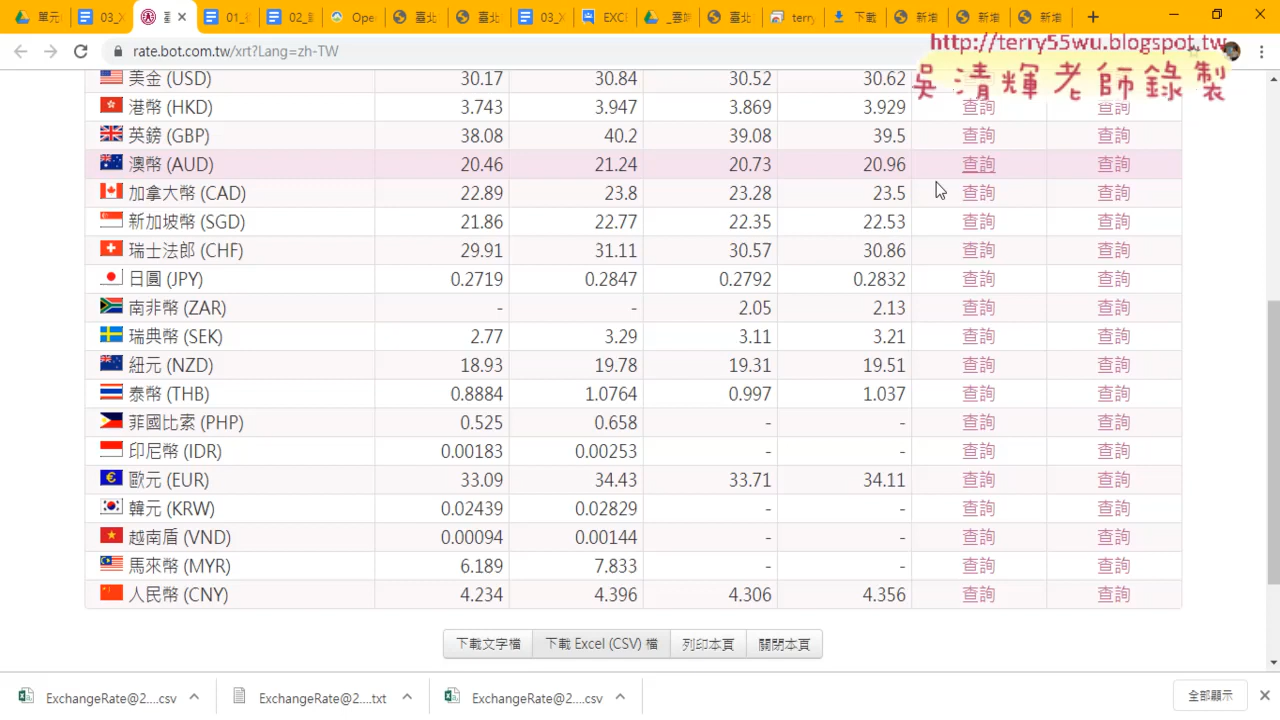 單元
03_
01_
02_
Ope
臺北
臺北
03_
EXC
臺北
terry
下載
新增
新增
新增
rate.bot.com.tw/xrt?Lang=zh-TW
http://terry55wu.blogspot.tw
吳清輝老師錄製
美金 (USD) 30.17 30.84 30.52 30.62
港幣 (HKD) 3.743 3.947 3.869 3.929 查詢 查詢
英鎊 (GBP) 38.08 40.2 39.08 39.5 查詢 查詢
澳幣 (AUD) 20.46 21.24 20.73 20.96 查詢 查詢
加拿大幣 (CAD) 22.89 23.8 23.28 23.5 查詢 查詢
新加坡幣 (SGD) 21.86 22.77 22.35 22.53 查詢 查詢
瑞士法郎 (CHF) 29.91 31.11 30.57 30.86 查詢 查詢
日圓 (JPY) 0.2719 0.2847 0.2792 0.2832 查詢 查詢
南非幣 (ZAR) - - 2.05 2.13 查詢 查詢
瑞典幣 (SEK) 2.77 3.29 3.11 3.21 查詢 查詢
紐元 (NZD) 18.93 19.78 19.31 19.51 查詢 查詢
泰幣 (THB) 0.8884 1.0764 0.997 1.037 查詢 查詢
菲國比索 (PHP) 0.525 0.658 - - 查詢 查詢
印尼幣 (IDR) 0.00183 0.00253 - - 查詢 查詢
歐元 (EUR) 33.09 34.43 33.71 34.11 查詢 查詢
韓元 (KRW) 0.02439 0.02829 - - 查詢 查詢
越南盾 (VND) 0.00094 0.00144 - - 查詢 查詢
馬來幣 (MYR) 6.189 7.833 - - 查詢 查詢
人民幣 (CNY) 4.234 4.396 4.306 4.356 查詢 查詢
下載文字檔 下載 Excel (CSV) 檔 列印本頁 關閉本頁
ExchangeRate@2....csv ExchangeRate@2....txt ExchangeRate@2....csv 全部顯示